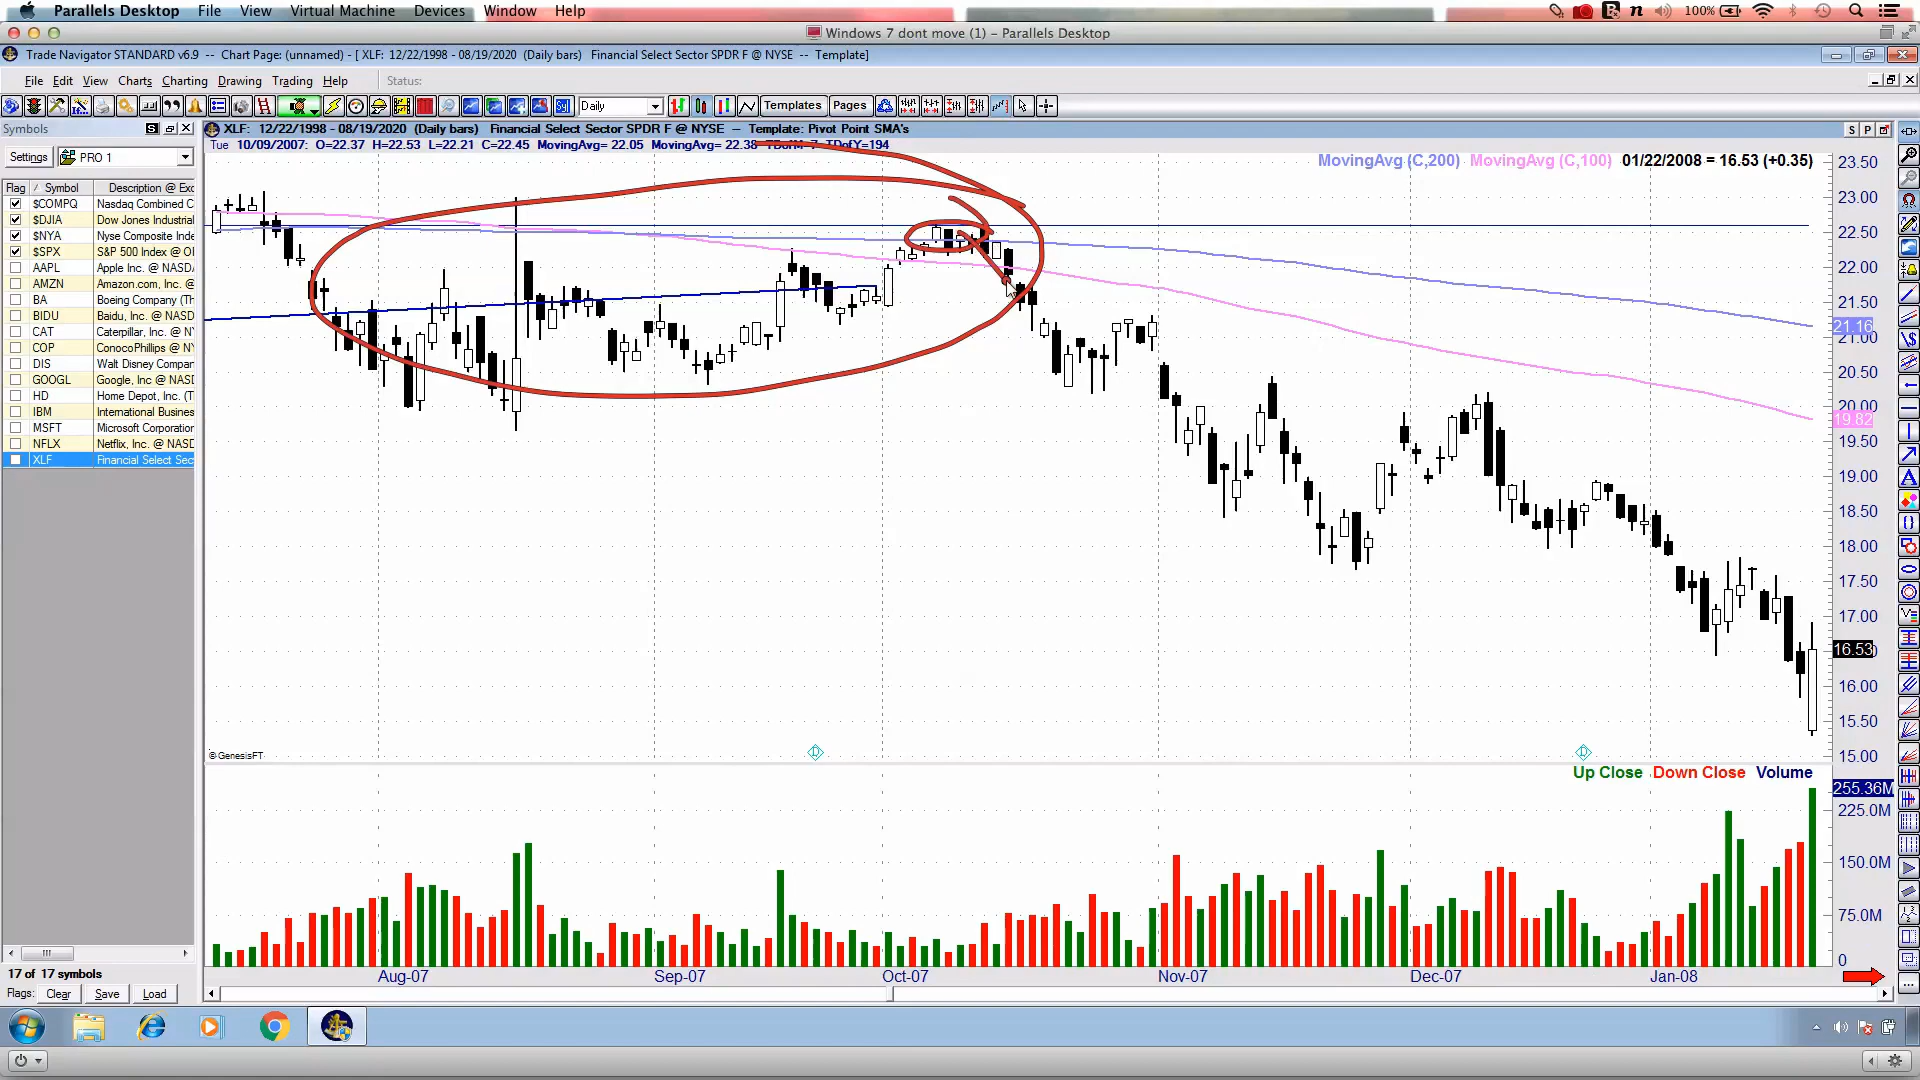 Parallels Desktop File View Virtual Machine Devices Window Help 100%
Windows 7 dont move (1) - Parallels Desktop
Trade Navigator STANDARD v6.9 -- Chart Page: (unnamed) - [ XLF: 12/22/1998 - 08/19/2020 (Daily bars) Financial Select Sector SPDR F @ NYSE -- Template]
File Edit View Charts Charting Drawing Trading Help Status:
Daily Templates Pages
Symbols S
XLF: 12/22/1998 - 08/19/2020 (Daily bars) Financial Select Sector SPDR F @ NYSE -- Template: Pivot Point SMA's S P
Tue 10/09/2007: O=22.37 H=22.53 L=22.21 C=22.45 MovingAvg= 22.05 MovingAvg= 22.38 TDofM=7 TDofY=194
Settings PRO 1
MovingAvg (C,200) MovingAvg (C,100) 01/22/2008 = 16.53 (+0.35)
Flag Symbol Description @ Exc
$COMPQ Nasdaq Combined C
$DJIA Dow Jones Industrial
$NYA Nyse Composite Inde
$SPX S&P 500 Index @ OI
AAPL Apple Inc. @ NASDA
AMZN Amazon.com, Inc. @
BA Boeing Company (Th
BIDU Baidu, Inc. @ NASDA
CAT Caterpillar, Inc. @ N
COP ConocoPhillips @ NY
DIS Walt Disney Compan
GOOGL Google, Inc @ NASD
HD Home Depot, Inc. (T
IBM International Busines
MSFT Microsoft Corporation
NFLX Netflix, Inc. @ NASD
XLF Financial Select Sec
23.50
23.00
22.50
22.00
21.50
21.16
21.00
20.50
20.00
19.82
19.50
19.00
18.50
18.00
17.50
17.00
16.53
16.00
15.50
15.00
© GenesisFT
D D
Up Close Down Close Volume
255.36M
225.0M
150.0M
75.0M
0
Aug-07 Sep-07 Oct-07 Nov-07 Dec-07 Jan-08
17 of 17 symbols
Flags: Clear Save Load